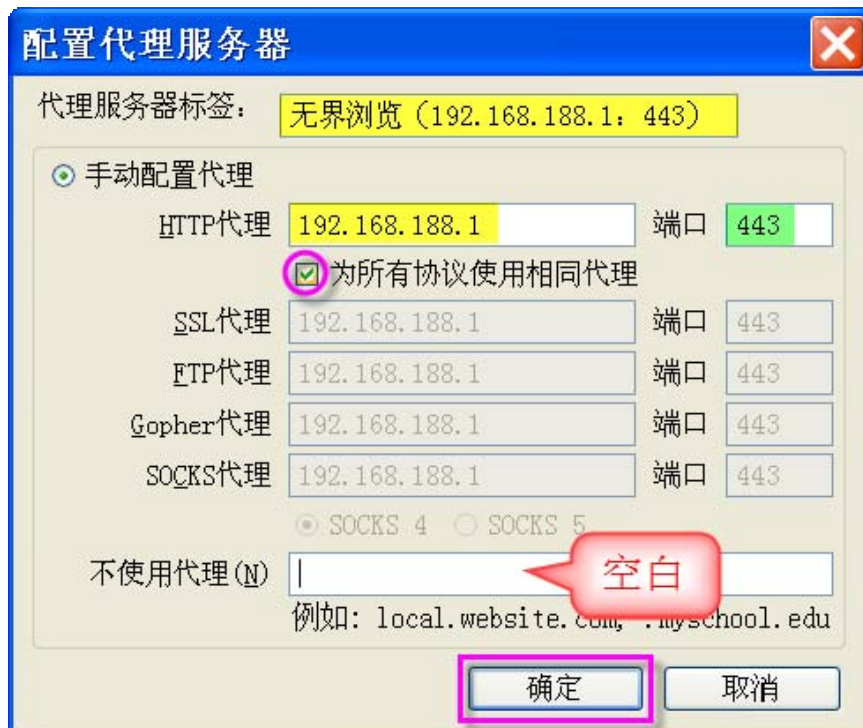 配置代理服务器
代理服务器标签：
无界浏览（192.168.188.1：443）
手动配置代理
HTTP代理 192.168.188.1 端口 443
为所有协议使用相同代理
SSL代理 192.168.188.1 端口 443
FTP代理 192.168.188.1 端口 443
Gopher代理 192.168.188.1 端口 443
SOCKS代理 192.168.188.1 端口 443
SOCKS 4 SOCKS 5
不使用代理(N)
空白
例如: local.website.com, .myschool.edu
确定 取消